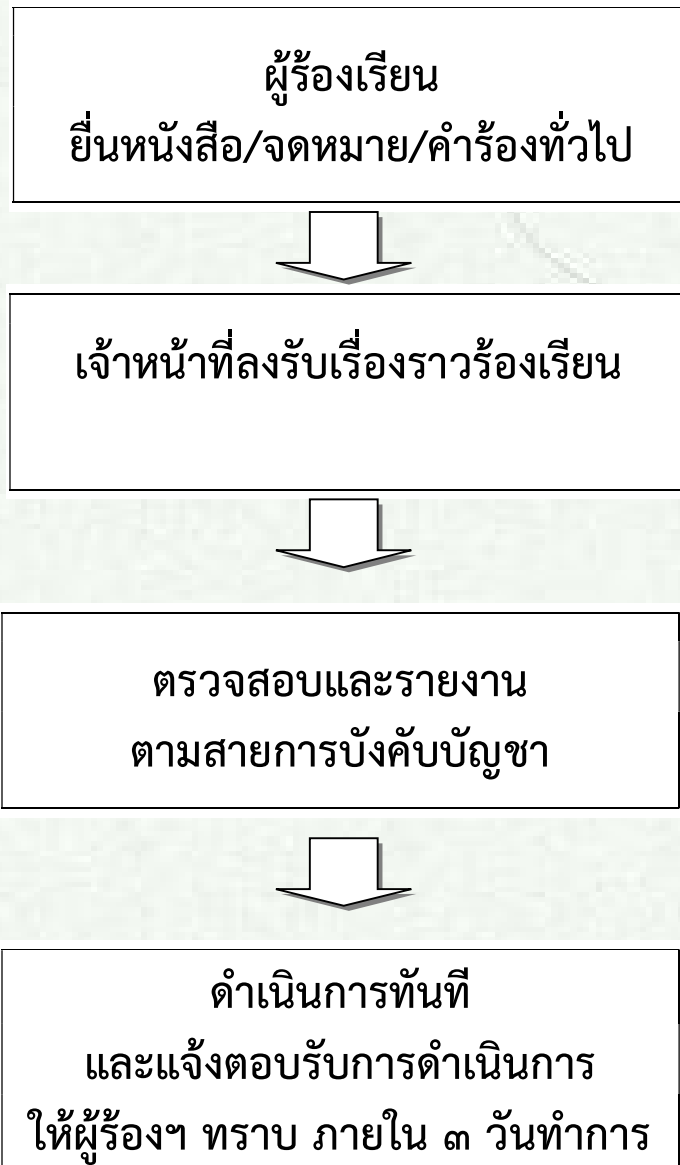 ผู้ร้องเรียน
ยื่นหนังสือ/จดหมาย/คำร้องทั่วไป
เจ้าหน้าที่ลงรับเรื่องราวร้องเรียน
ตรวจสอบและรายงาน
ตามสายการบังคับบัญชา
ดำเนินการทันที
และแจ้งตอบรับการดำเนินการ
ให้ผู้ร้องฯ ทราบ ภายใน ๓ วันทำการ